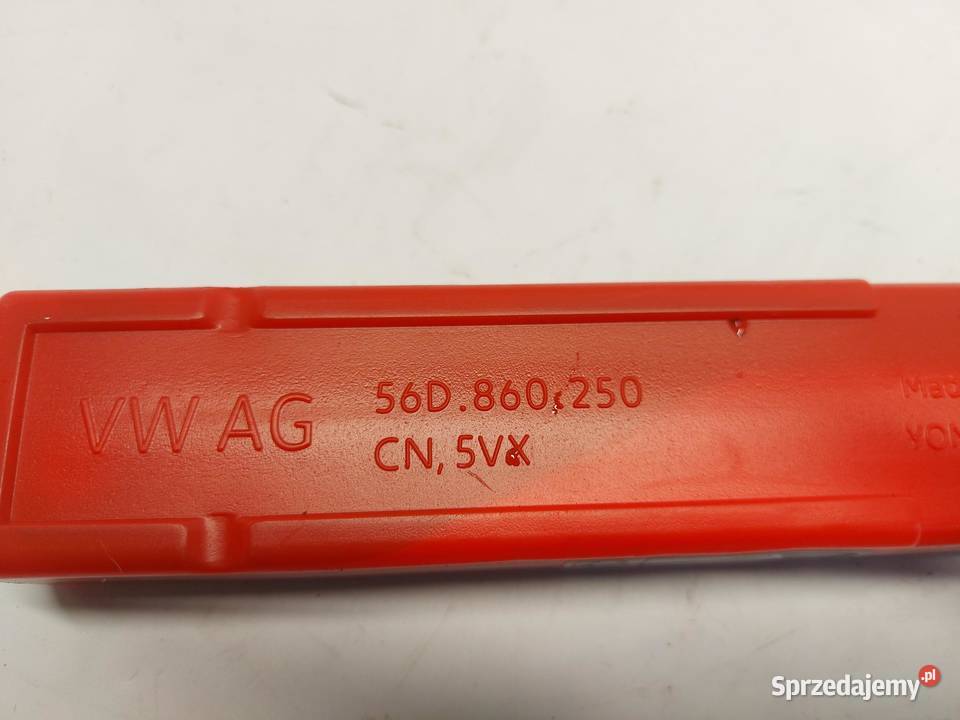 VW AG
56D.860.250
CN, 5VX
Sprzedajemy.pl